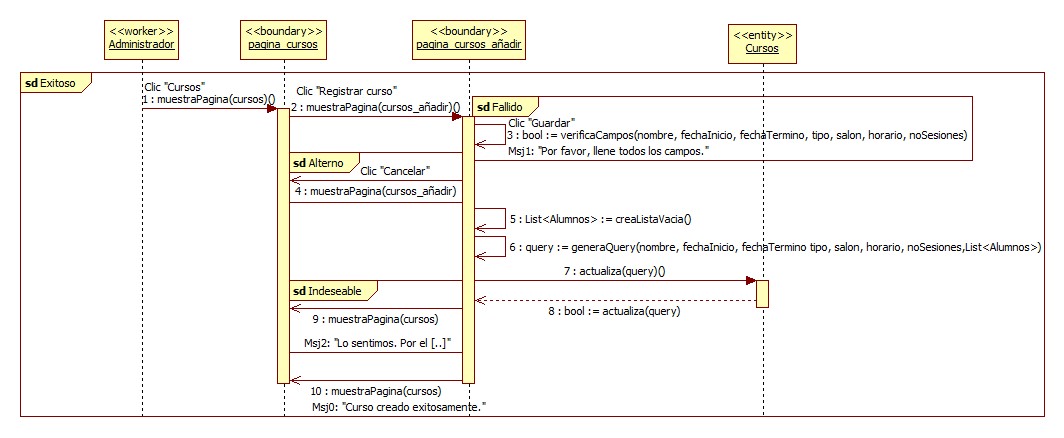 <<worker>>
Administrador
<<boundary>>
pagina_cursos
<<boundary>>
pagina_cursos_añadir
<<entity>>
Cursos
sd Exitoso
Clic "Cursos"
1 : muestraPagina(cursos)()
Clic "Registrar curso"
2 : muestraPagina(cursos_añadir)()
sd Fallido
Clic "Guardar"
3 : bool := verificaCampos(nombre, fechaInicio, fechaTermino, tipo, salon, horario, noSesiones)
Msj1: "Por favor, llene todos los campos."
sd Alterno
Clic "Cancelar"
4 : muestraPagina(cursos_añadir)
5 : List<Alumnos> := creaListaVacia()
6 : query := generaQuery(nombre, fechaInicio, fechaTermino tipo, salon, horario, noSesiones,List<Alumnos>)
7 : actualiza(query)()
sd Indeseable
8 : bool := actualiza(query)
9 : muestraPagina(cursos)
Msj2: "Lo sentimos. Por el [..]"
10 : muestraPagina(cursos)
Msj0: "Curso creado exitosamente."